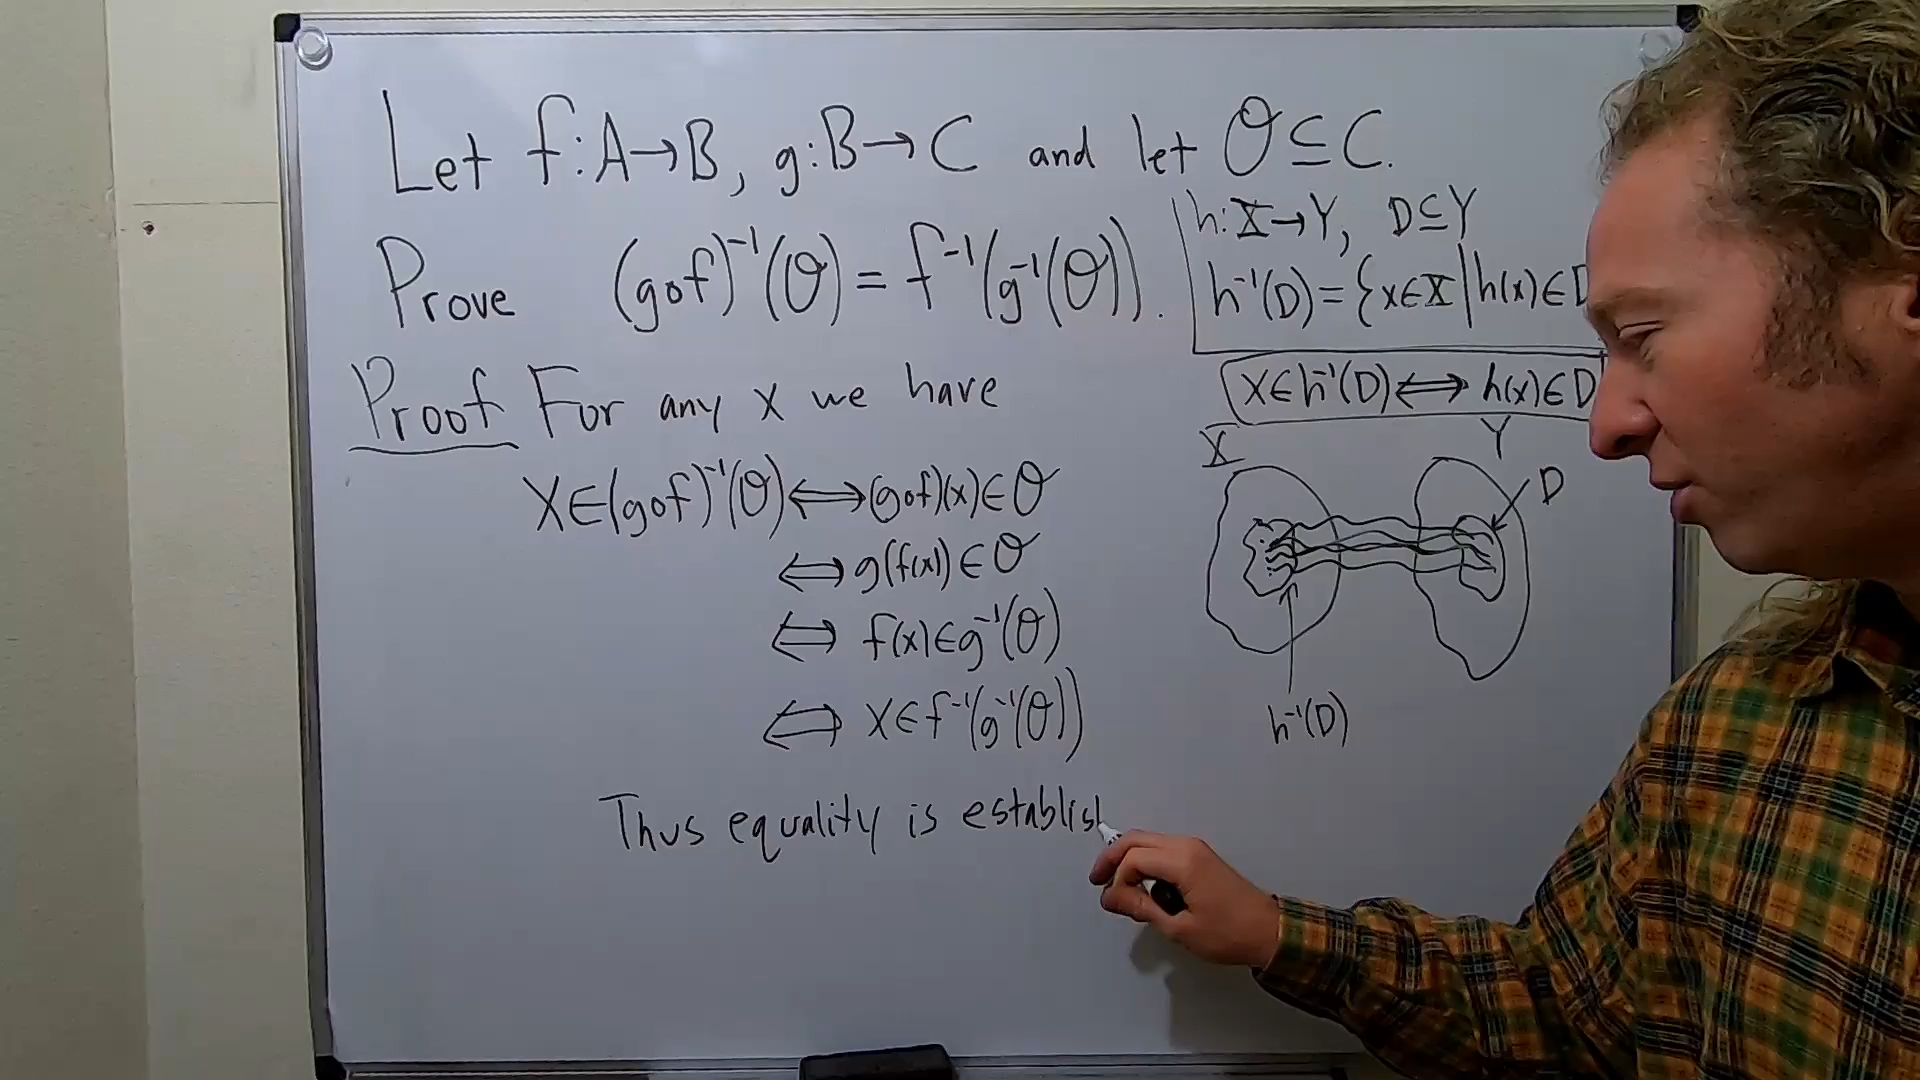 Let f:A→B, g:B→C and let 𝒪⊆C.
Prove (g∘f)⁻¹(𝒪) = f⁻¹(g⁻¹(𝒪)).
h:X→Y, D⊆Y
h⁻¹(D)={x∈X|h(x)∈D
x∈h⁻¹(D)⟺h(x)∈D
Proof For any x we have
x∈(g∘f)⁻¹(𝒪)⟺(g∘f)(x)∈𝒪
⟺g(f(x))∈𝒪
⟺f(x)∈g⁻¹(𝒪)
⟺x∈f⁻¹(g⁻¹(𝒪))
Thus equality is establish
X Y
D
h⁻¹(D)